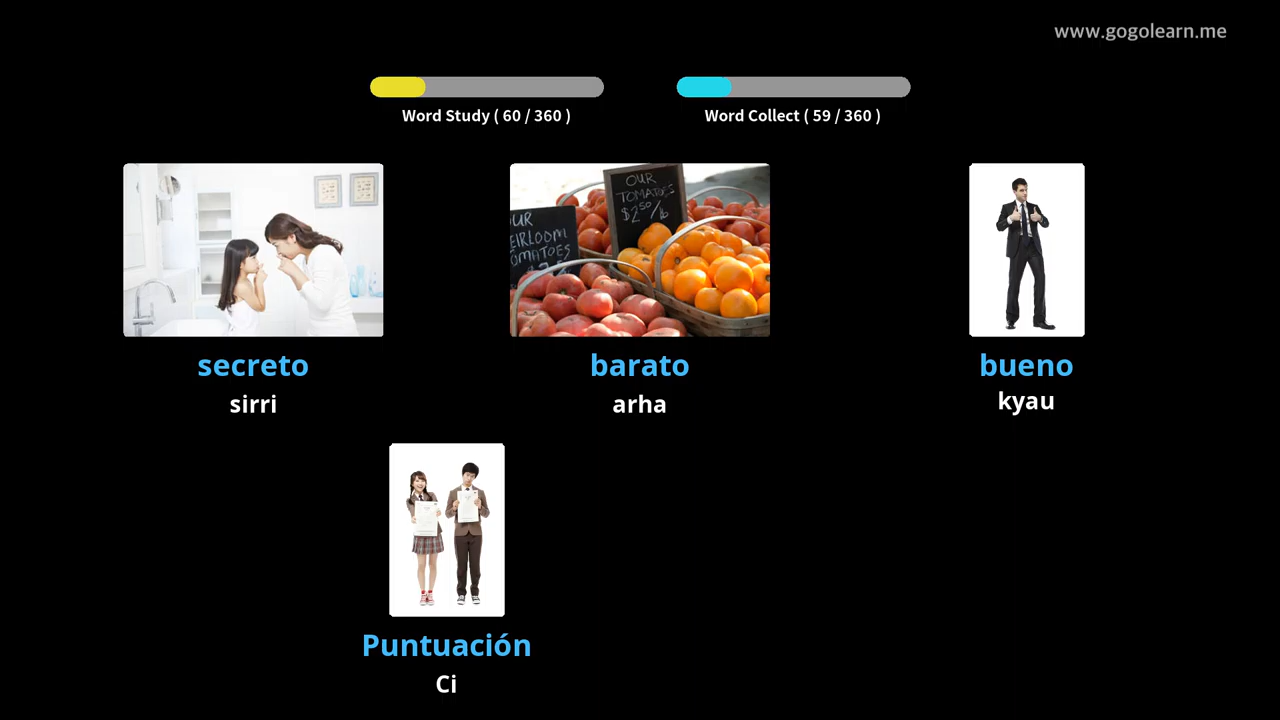 www.gogolearn.me
Word Study ( 60 / 360 )
Word Collect ( 59 / 360 )
OUR
TOMATOES
$2.50/lb
HEIRLOOM
TOMATOES
secreto
sirri
barato
arha
bueno
kyau
Puntuación
Ci